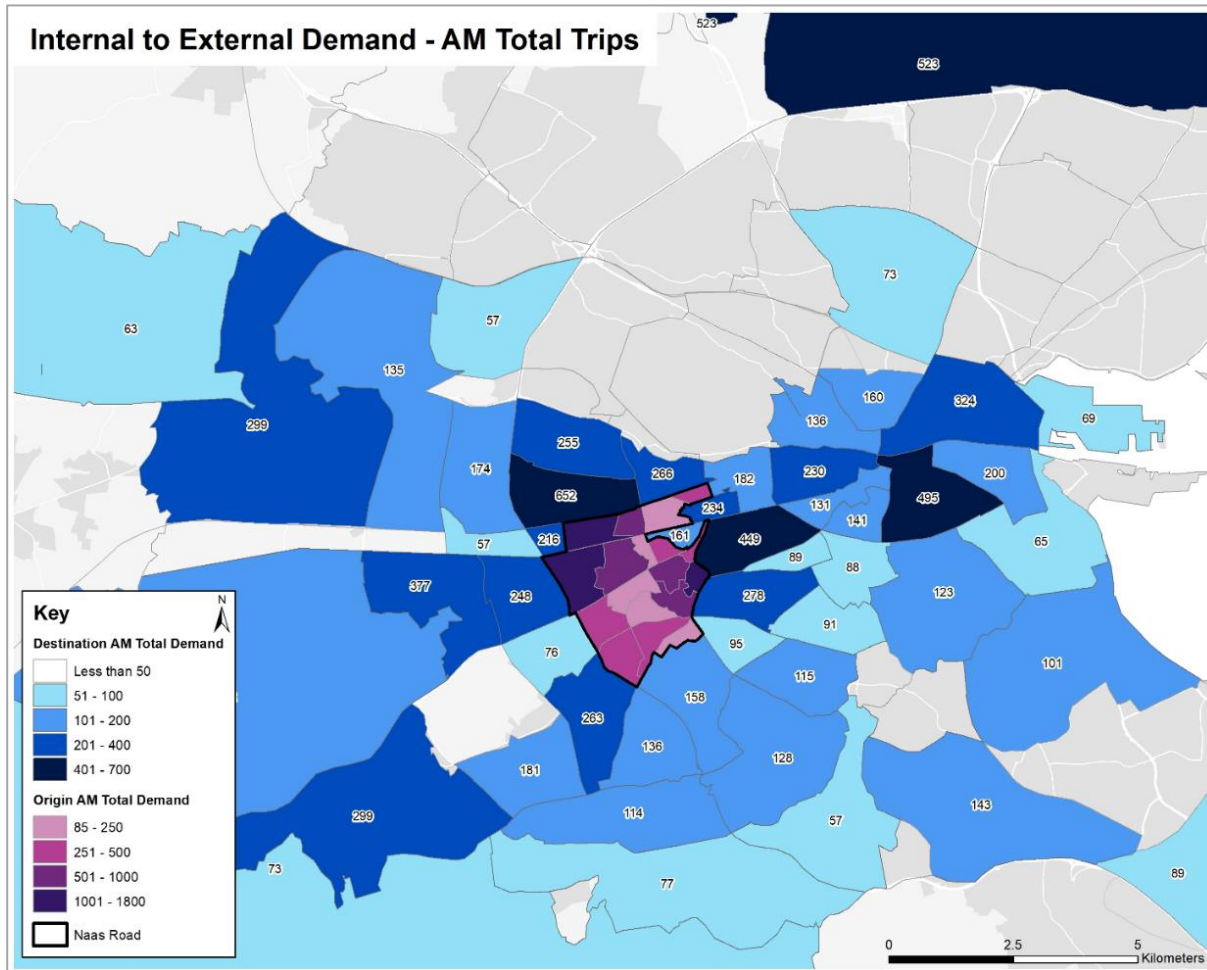 Internal to External Demand - AM Total Trips
523
523
73
63
57
135
160
324
69
136
299
255
174
266
182
230
200
652
495
234
131
141
216
161
449
57
89
65
88
377
248
278
123
91
76
95
101
115
158
263
136
128
181
143
299
114
57
73
77
89
Key
N
Destination AM Total Demand
Less than 50
51 - 100
101 - 200
201 - 400
401 - 700
Origin AM Total Demand
85 - 250
251 - 500
501 - 1000
1001 - 1800
Naas Road
0 2.5 5
Kilometers